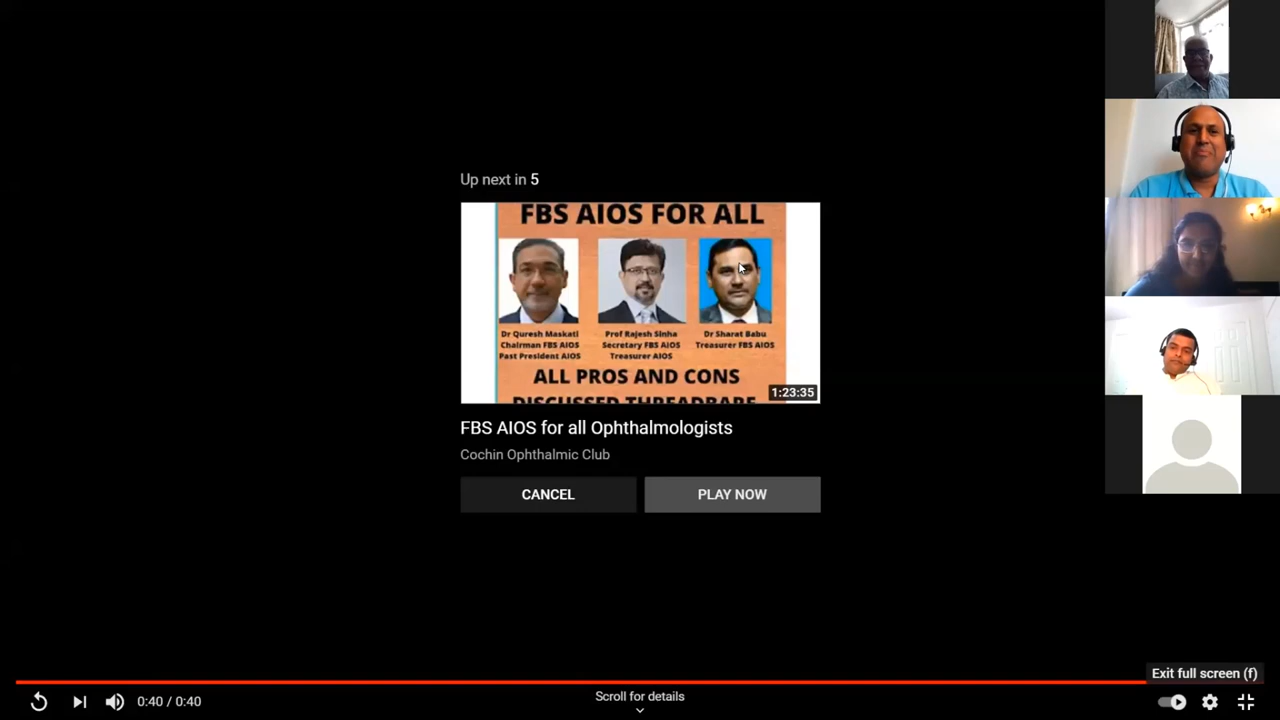 Up next in 5
FBS AIOS FOR ALL
Dr Quresh Maskati
Chairman FBS AIOS
Past President AIOS
Prof Rajesh Sinha
Secretary FBS AIOS
Treasurer AIOS
Dr Sharat Babu
Treasurer FBS AIOS
ALL PROS AND CONS
DISCUSSED THREADBARE
1:23:35
FBS AIOS for all Ophthalmologists
Cochin Ophthalmic Club
CANCEL
PLAY NOW
Exit full screen (f)
0:40 / 0:40
Scroll for details